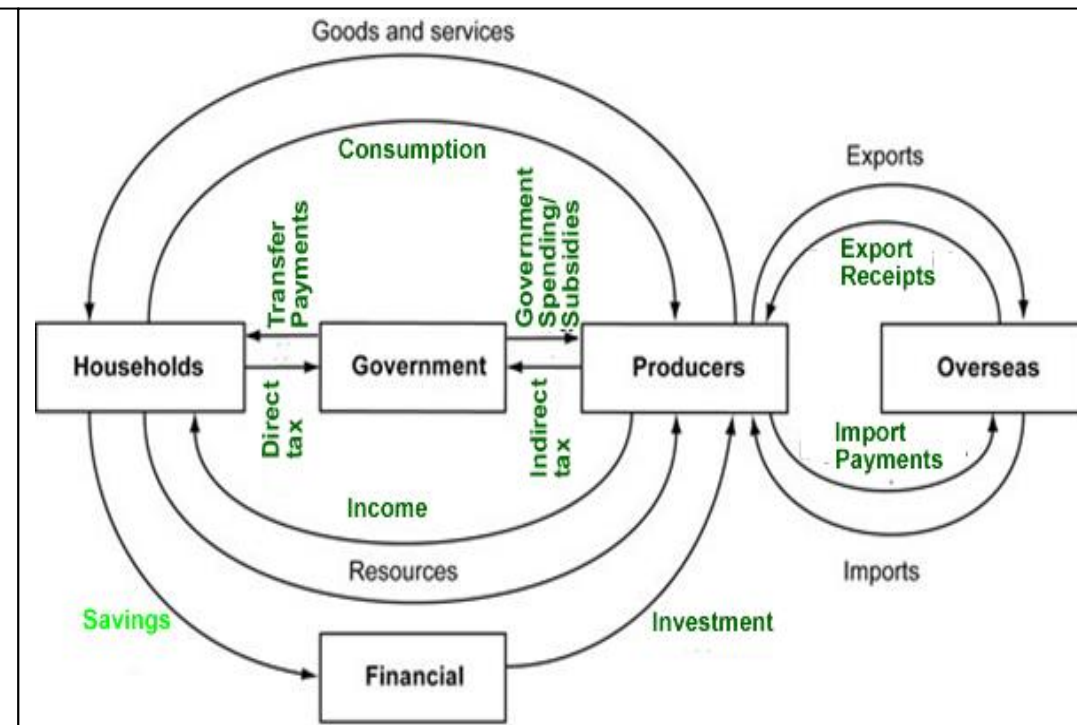 Goods and services
Consumption
Exports
Transfer
Payments
Government
Spending/
Subsidies
Export
Receipts
Households
Government
Producers
Overseas
Direct
tax
Indirect
tax
Import
Payments
Income
Resources
Imports
Savings
Investment
Financial